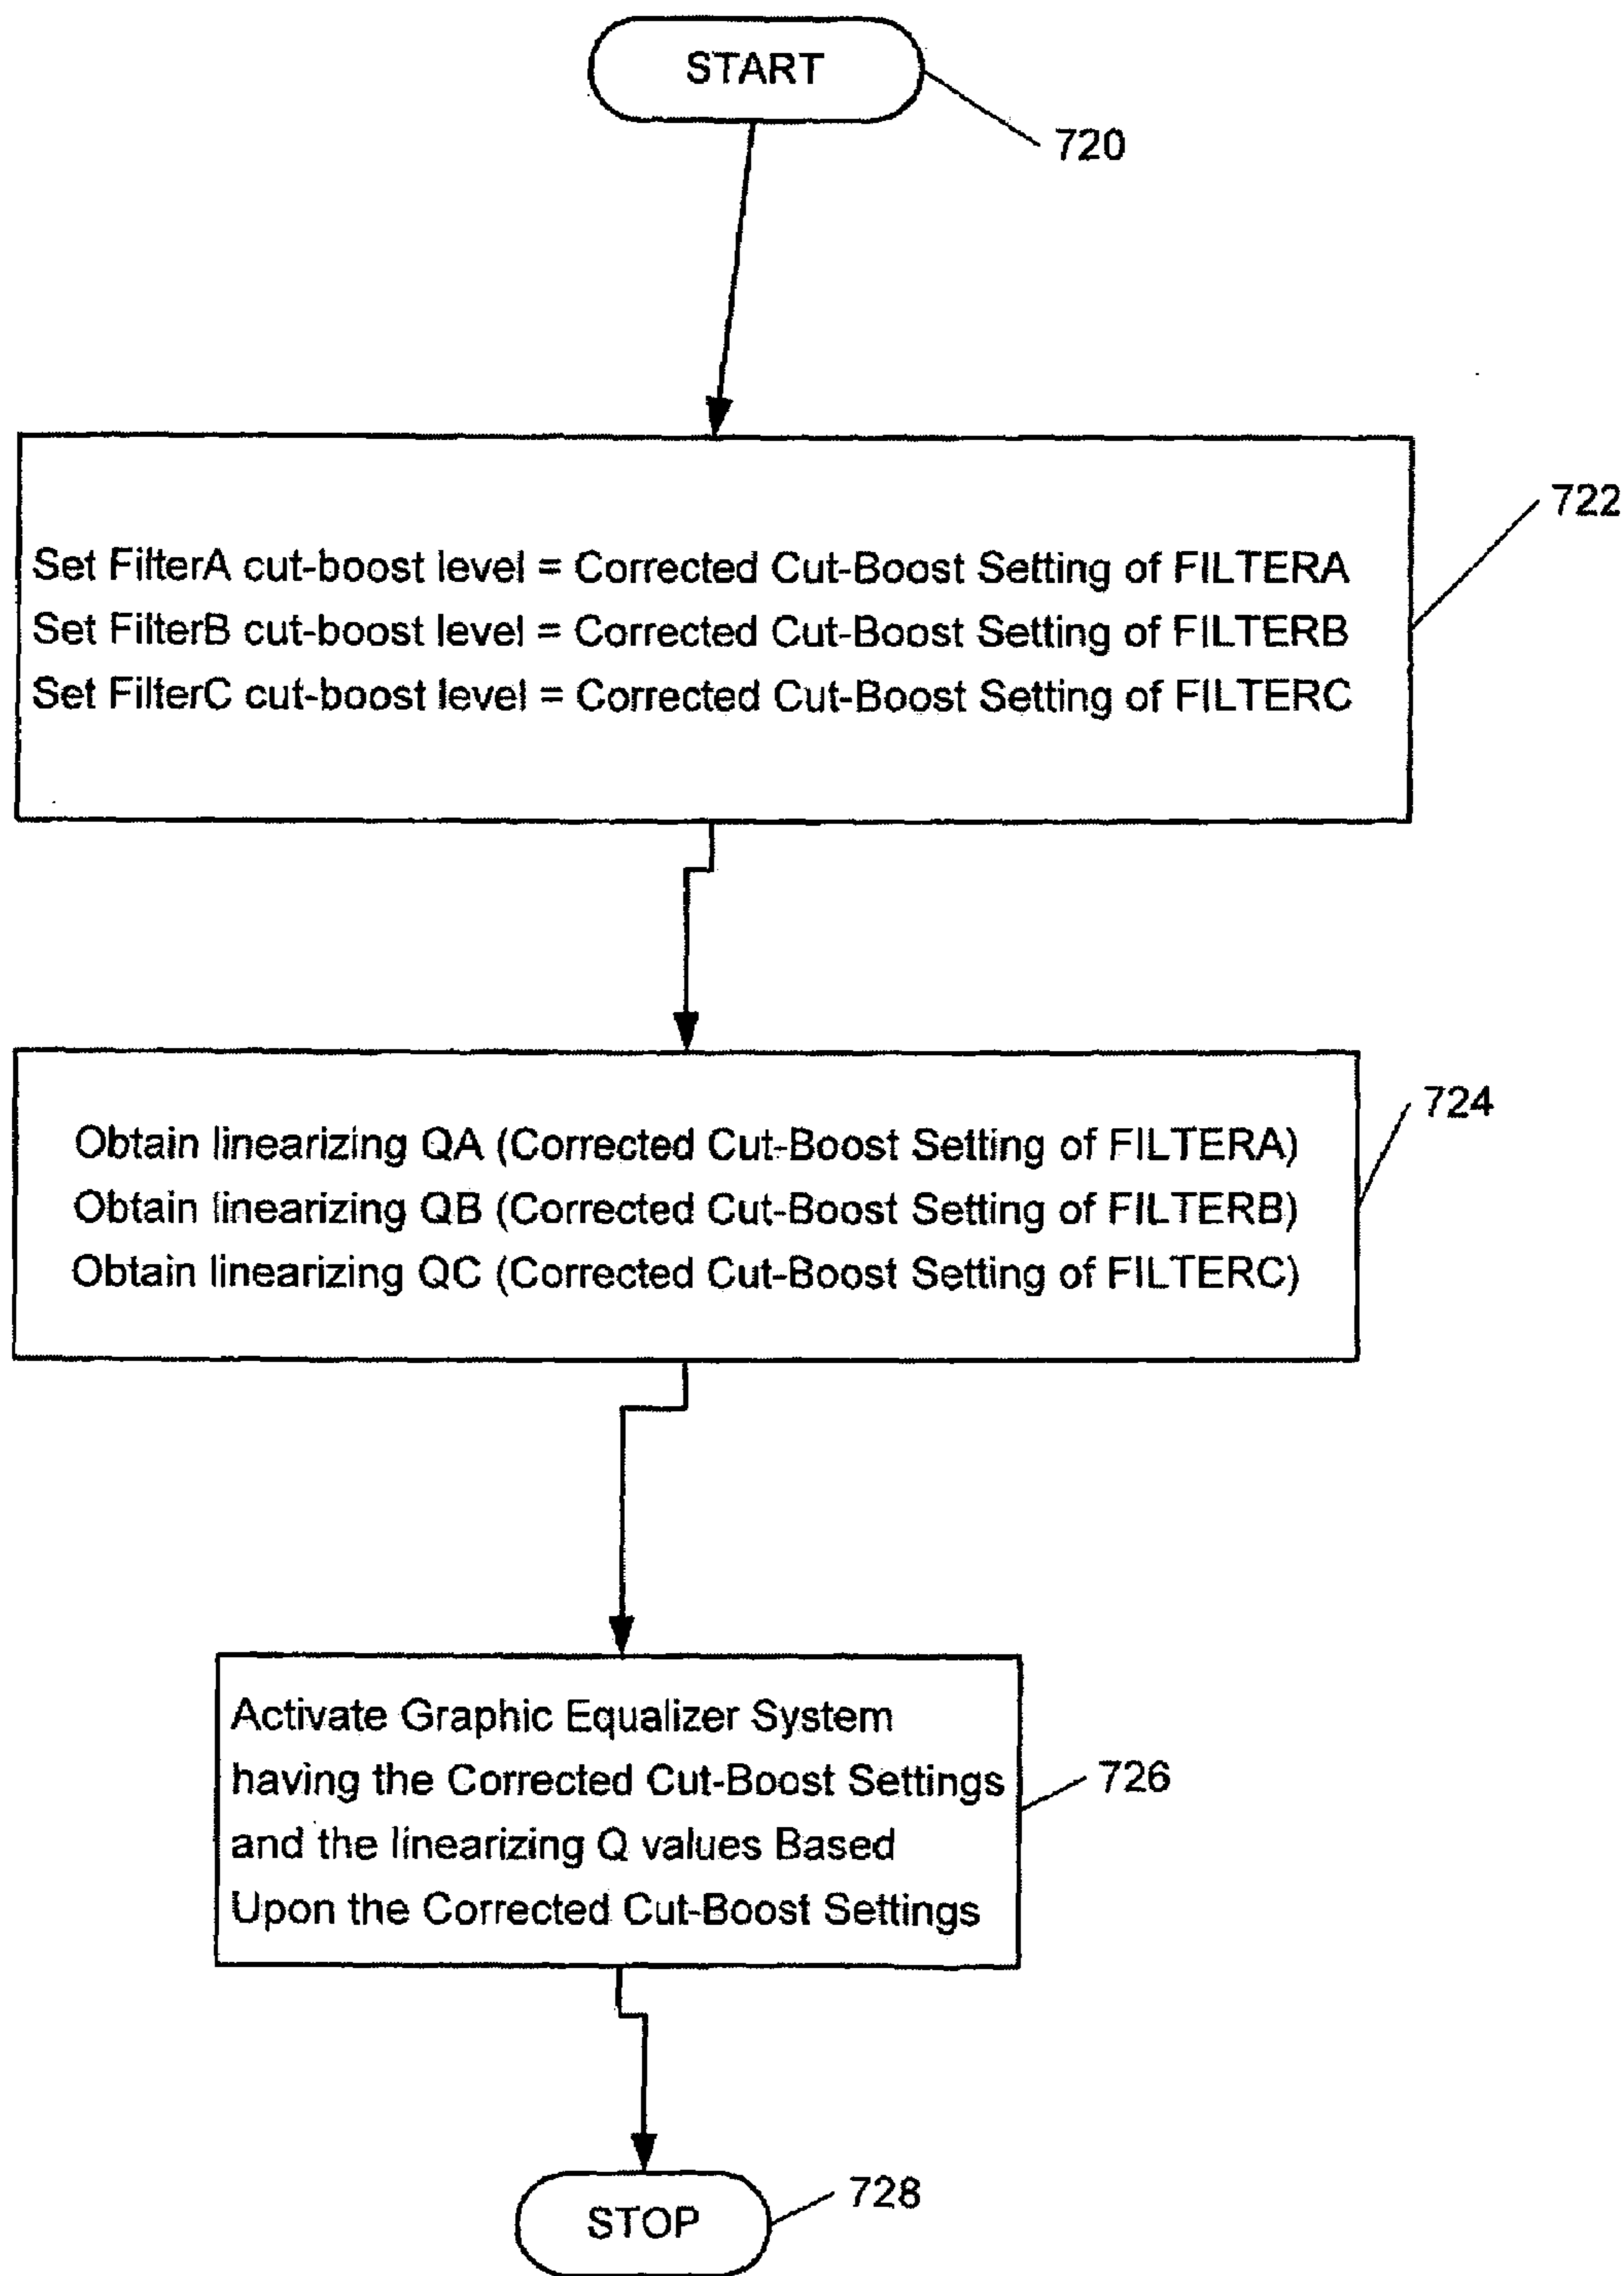 START
720
722
Set FilterA cut-boost level = Corrected Cut-Boost Setting of FILTERA
Set FilterB cut-boost level = Corrected Cut-Boost Setting of FILTERB
Set FilterC cut-boost level = Corrected Cut-Boost Setting of FILTERC
724
Obtain linearizing QA (Corrected Cut-Boost Setting of FILTERA)
Obtain linearizing QB (Corrected Cut-Boost Setting of FILTERB)
Obtain linearizing QC (Corrected Cut-Boost Setting of FILTERC)
Activate Graphic Equalizer System
having the Corrected Cut-Boost Settings
and the linearizing Q values Based
Upon the Corrected Cut-Boost Settings
726
728
STOP